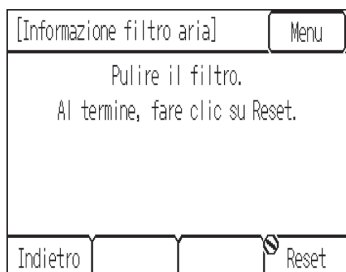 [Informazione filtro aria] Menu
Pulire il filtro.
Al termine, fare clic su Reset.
Indietro Reset